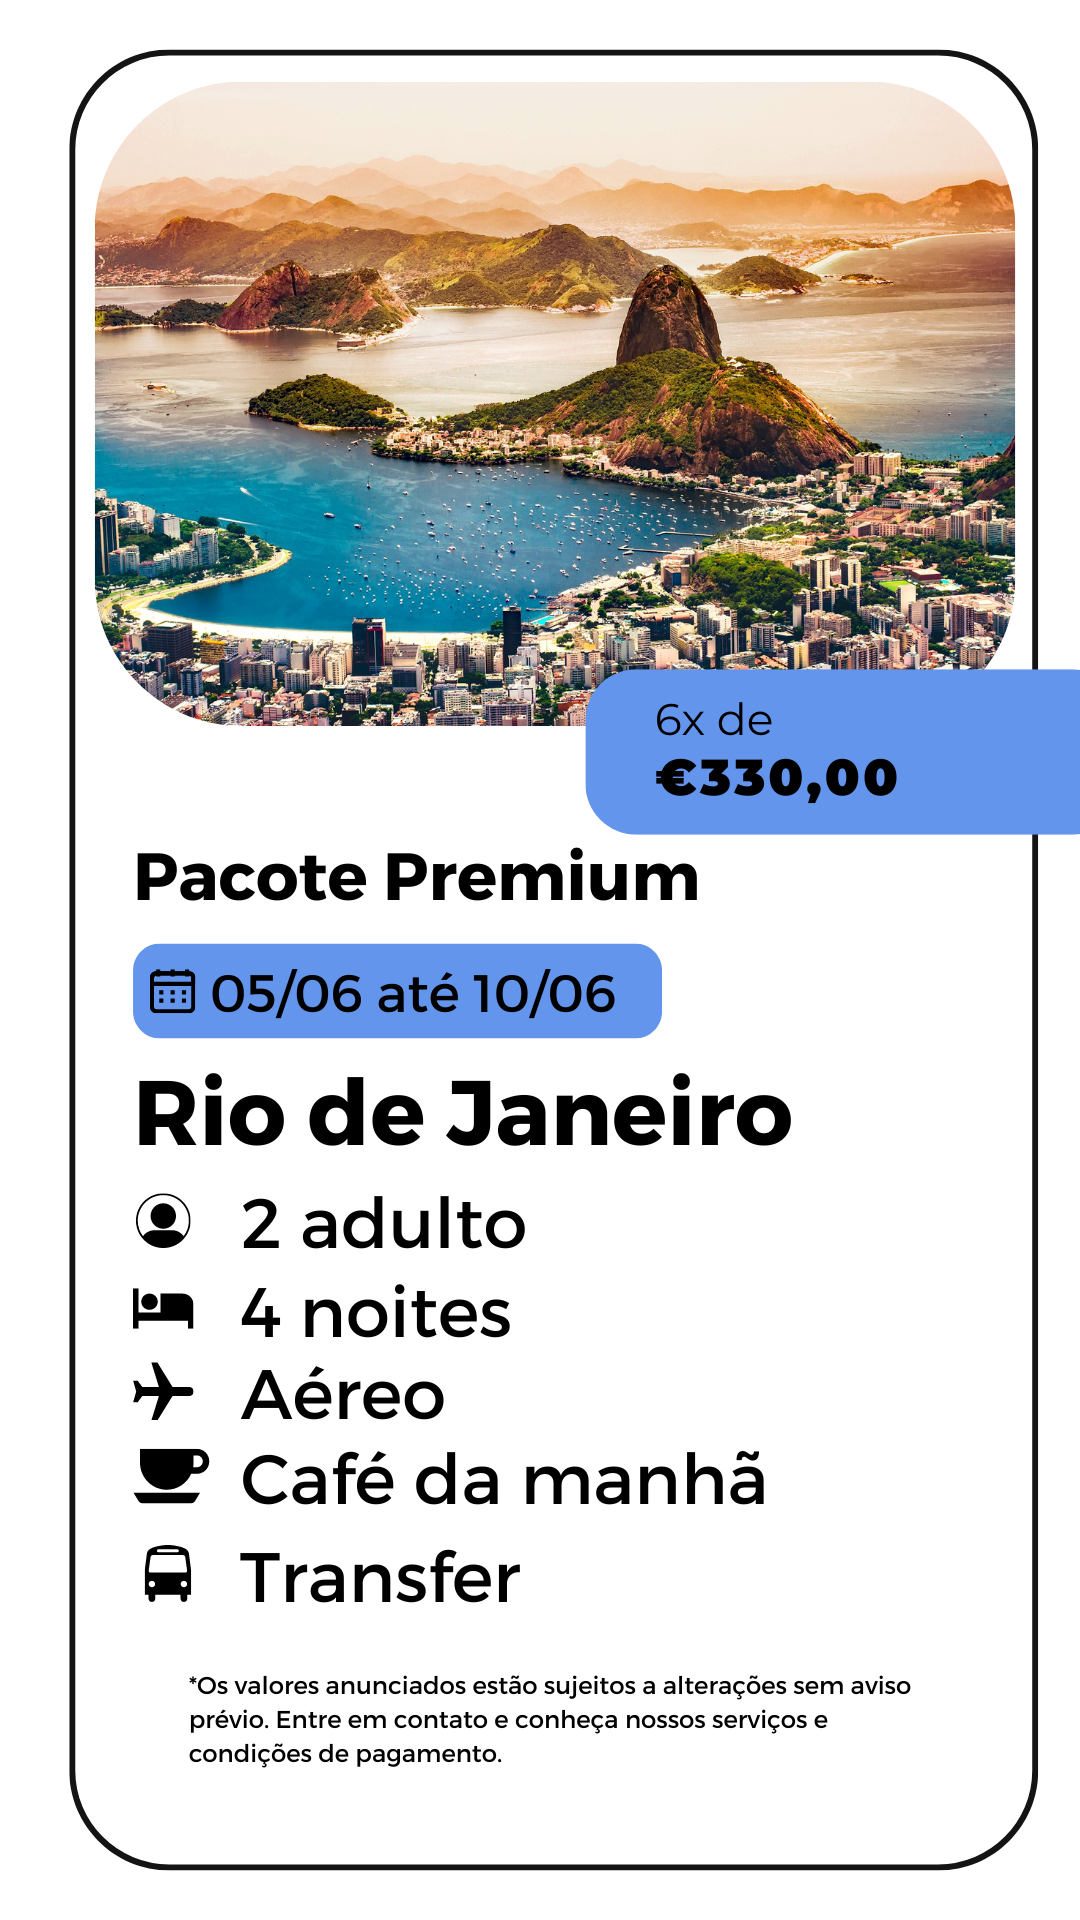 6x de
€330,00
Pacote Premium
05/06 até 10/06
Rio de Janeiro
2 adulto
4 noites
Aéreo
Café da manhã
Transfer
*Os valores anunciados estão sujeitos a alterações sem aviso
prévio. Entre em contato e conheça nossos serviços e
condições de pagamento.